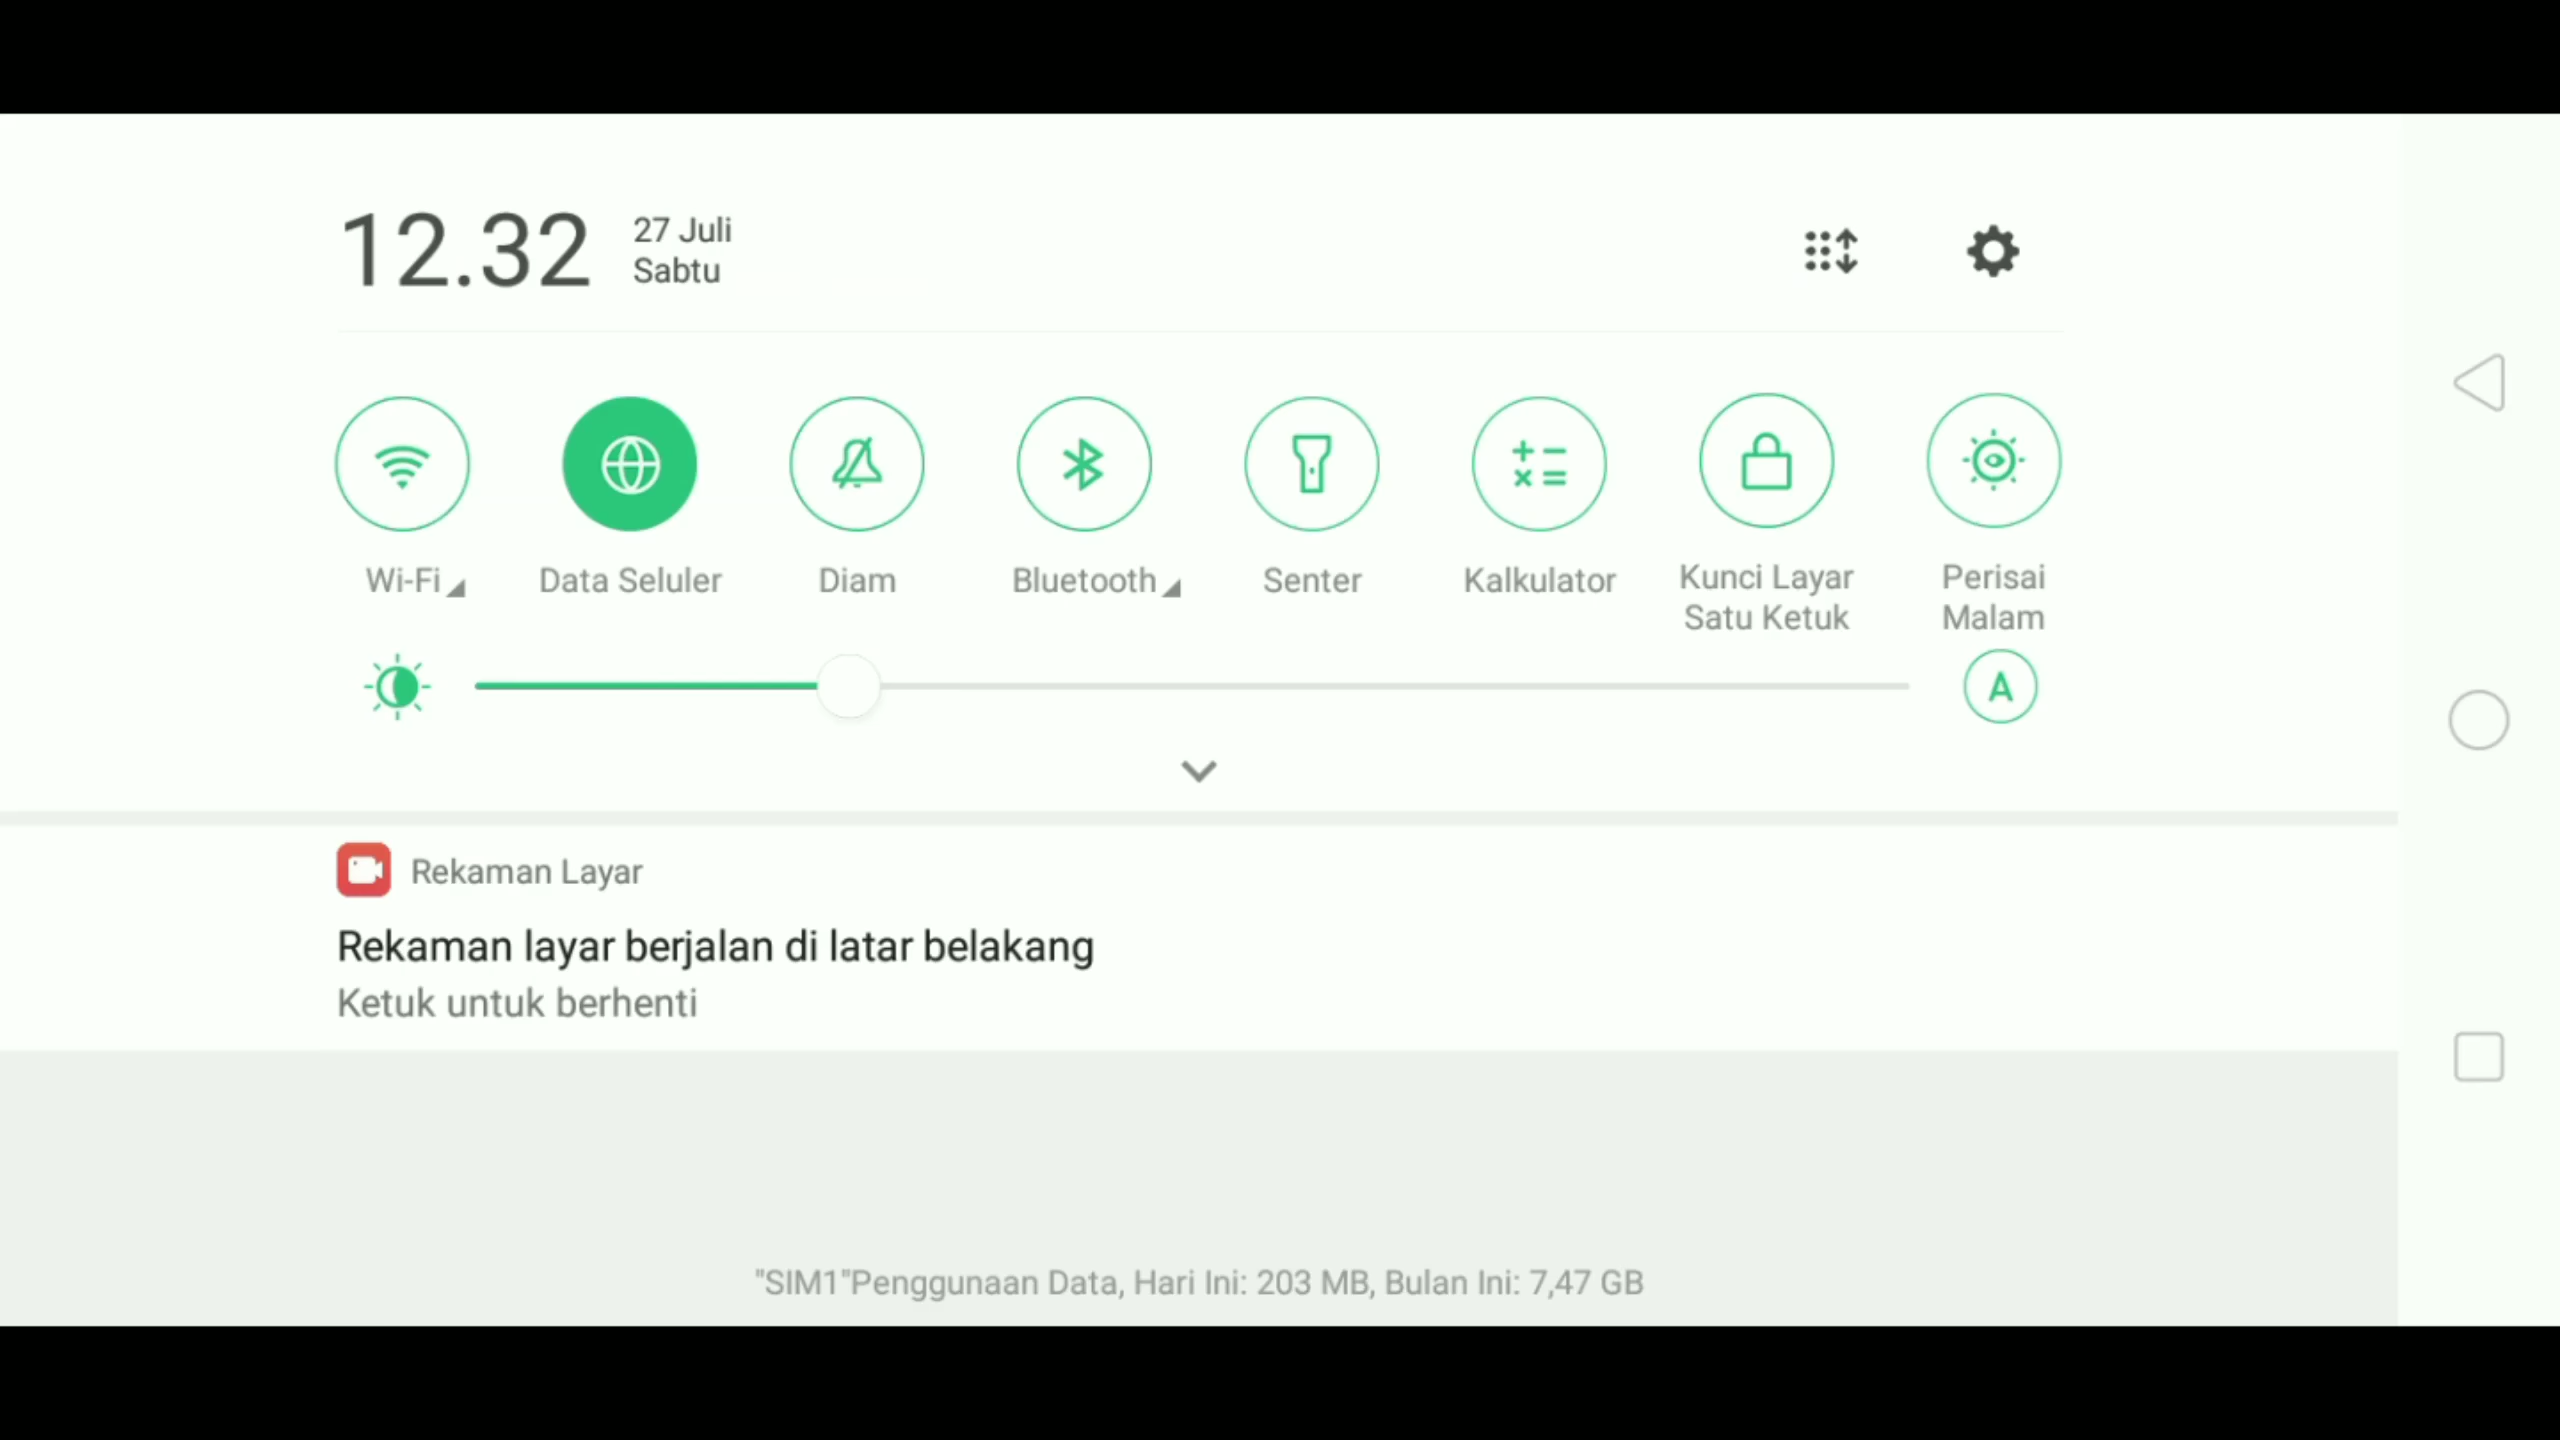 12.32
27 Juli
Sabtu
Wi-Fi
Data Seluler
Diam
Bluetooth
Senter
Kalkulator
Kunci Layar
Satu Ketuk
Perisai
Malam
A
Rekaman Layar
Rekaman layar berjalan di latar belakang
Ketuk untuk berhenti
"SIM1"Penggunaan Data, Hari Ini: 203 MB, Bulan Ini: 7,47 GB